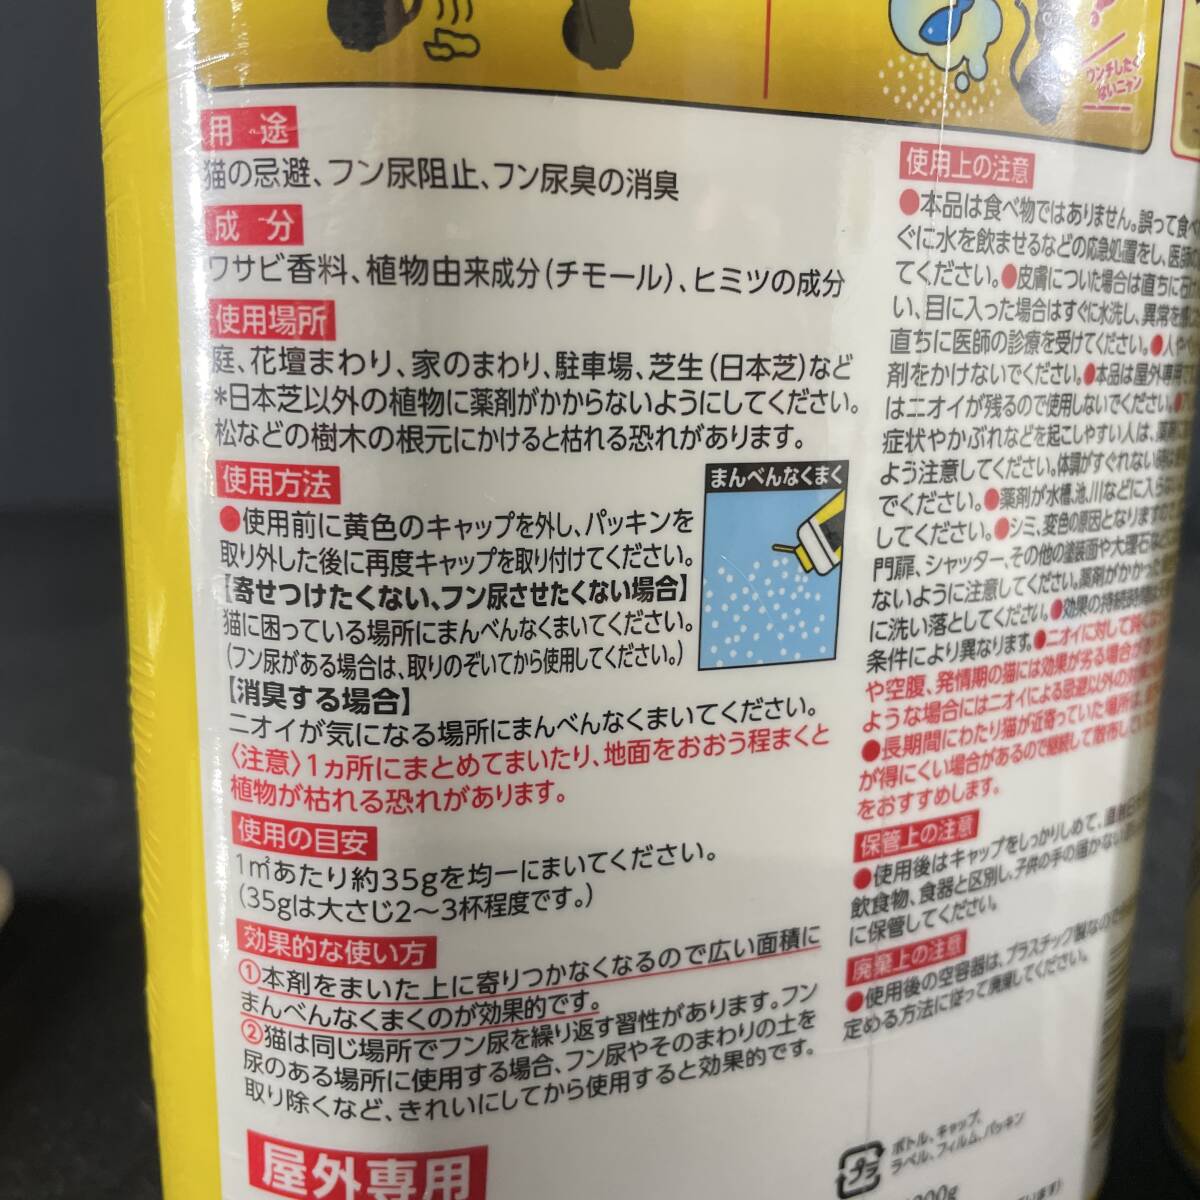 ウンチしたく
ないニャン
用途
猫の忌避、フン尿阻止、フン尿臭の消臭
成分
ワサビ香料、植物由来成分(チモール)、ヒミツの成分
使用場所
庭、花壇まわり、家のまわり、駐車場、芝生(日本芝)など
*日本芝以外の植物に薬剤がかからないようにしてください。
松などの樹木の根元にかけると枯れる恐れがあります。
使用方法
●使用前に黄色のキャップを外し、パッキンを
取り外した後に再度キャップを取り付けてください。
【寄せつけたくない、フン尿させたくない場合】
猫に困っている場所にまんべんなくまいてください。
(フン尿がある場合は、取りのぞいてから使用してください。)
【消臭する場合】
ニオイが気になる場所にまんべんなくまいてください。
〈注意〉1ヵ所にまとめてまいたり、地面をおおう程まくと
植物が枯れる恐れがあります。
まんべんなくまく
使用の目安
1㎡あたり約35gを均一にまいてください。
(35gは大さじ2〜3杯程度です。)
効果的な使い方
①本剤をまいた上に寄りつかなくなるので広い面積に
まんべんなくまくのが効果的です。
②猫は同じ場所でフン尿を繰り返す習性があります。フン
尿のある場所に使用する場合、フン尿やそのまわりの土を
取り除くなど、きれいにしてから使用すると効果的です。
屋外専用
使用上の注意
●本品は食べ物ではありません。誤って食べ
ぐに水を飲ませるなどの応急処置をし、医師
てください。●皮膚についた場合は直ちに石
い、目に入った場合はすぐに水洗し、異常を
直ちに医師の診療を受けてください。●人や
剤をかけないでください。●本品は屋外専用で
はニオイが残るので使用しないでください。
症状やかぶれなどを起こしやすい人は、薬剤に
よう注意してください。体調がすぐれない時は
でください。●薬剤が水槽、池、川などに入らない
してください。●シミ、変色の原因となりますので
門扉、シャッター、その他の塗装面や大理石など
ないように注意してください。薬剤がかかった
に洗い落としてください。●効果の持続期間は
条件により異なります。●ニオイに対して鈍く
や空腹、発情期の猫には効果が劣る場合が
ような場合にはニオイによる忌避以外の対策
●長期間にわたり猫が近寄っていた場所は、
が得にくい場合があるので継続して散布して
をおすすめします。
保管上の注意
●使用後はキャップをしっかりしめて、直射日
飲食物、食器と区別し、子供の手の届かない
に保管してください。
廃棄上の注意
●使用後の空容器は、プラスチック製なので
定める方法に従って廃棄してください。
プラ
ボトル、キャップ、
ラベル、フィルム、パッキン